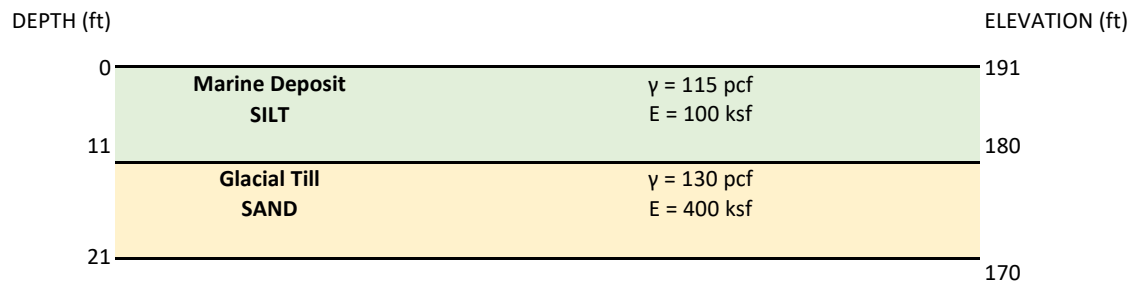 DEPTH (ft)
ELEVATION (ft)
0
191
Marine Deposit
γ = 115 pcf
SILT
E = 100 ksf
11
180
Glacial Till
γ = 130 pcf
SAND
E = 400 ksf
21
170